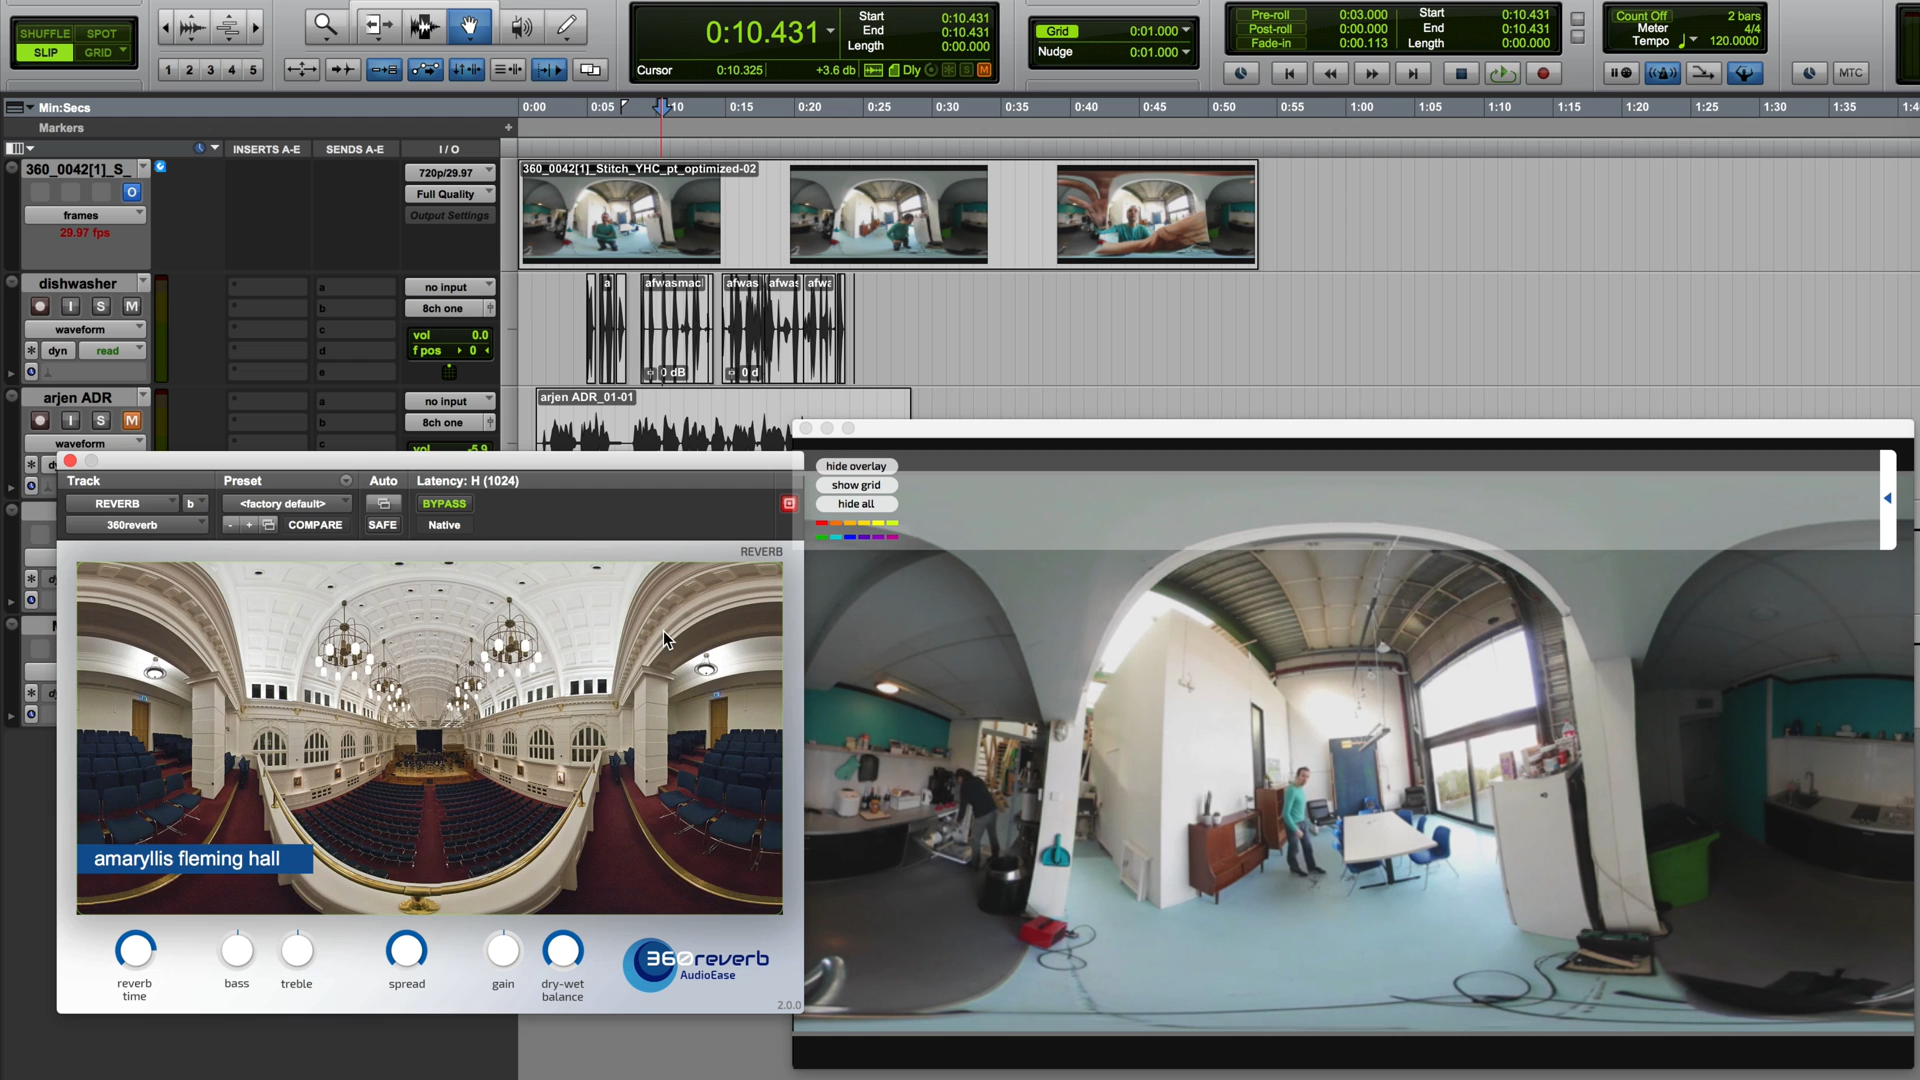 SHUFFLE SPOT
SLIP GRID
1 2 3 4 5
0:10.431
Start 0:10.431
End 0:10.431
Length 0:00.000
Cursor 0:10.325 +3.6 db Dly S M
Grid 0:01.000
Nudge 0:01.000
Pre-roll 0:03.000 Start 0:10.431
Post-roll 0:00.000 End 0:10.431
Fade-in 0:00.113 Length 0:00.000
Count Off 2 bars
Meter 4/4
Tempo 120.0000
MTC
Min:Secs 0:00 0:05 10 0:15 0:20 0:25 0:30 0:35 0:40 0:45 0:50 0:55 1:00 1:05 1:10 1:15 1:20 1:25 1:30 1:35 1:4
Markers +
INSERTS A-E SENDS A-E I / O
360_0042[1]_S_
O
frames
29.97 fps
720p/29.97
Full Quality
Output Settings
360_0042[1]_Stitch_YHC_pt_optimized-02
dishwasher
I S M
waveform
dyn read
a
b
c
d
e
no input
8ch one
vol 0.0
f pos 0
a afwasmac afwas afwas afwa
0 dB 0 d
arjen ADR
I S M
waveform
a
b
c
no input
8ch one
vol -5.9
arjen ADR_01-01
Track Preset Auto Latency: H (1024)
REVERB b <factory default> BYPASS
360reverb - + COMPARE SAFE Native
REVERB
amaryllis fleming hall
reverb time
bass
treble
spread
gain
dry-wet balance
360reverb
AudioEase
2.0.0
hide overlay
show grid
hide all